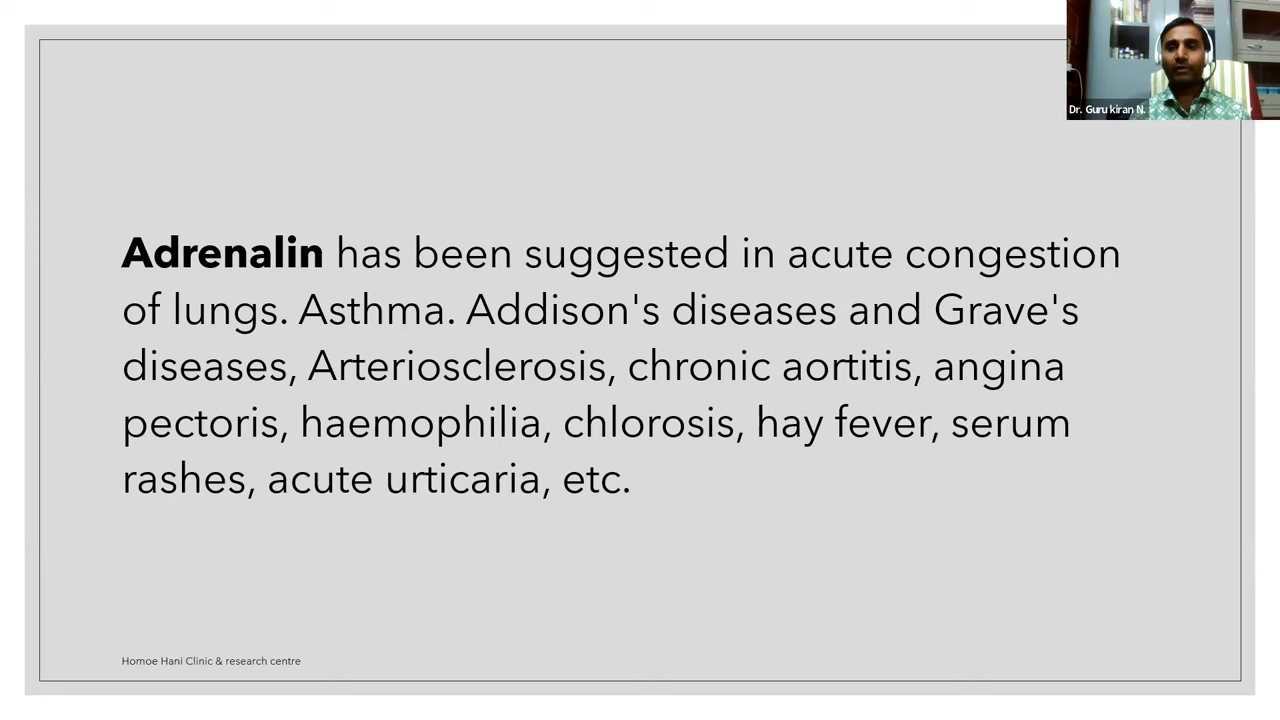 Dr. Guru kiran N.
Adrenalin has been suggested in acute congestion
of lungs. Asthma. Addison's diseases and Grave's
diseases, Arteriosclerosis, chronic aortitis, angina
pectoris, haemophilia, chlorosis, hay fever, serum
rashes, acute urticaria, etc.
Homoe Hani Clinic & research centre